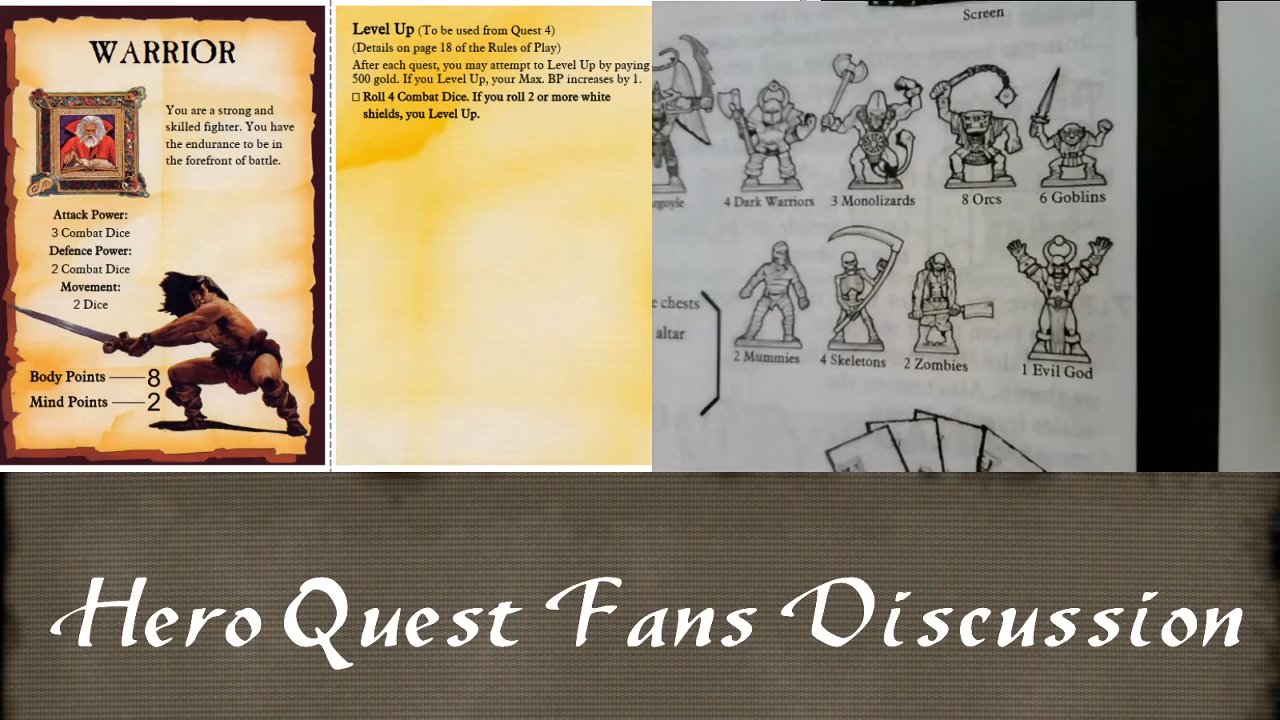 WARRIOR
You are a strong and
skilled fighter. You have
the endurance to be in
the forefront of battle.
Attack Power:
3 Combat Dice
Defence Power:
2 Combat Dice
Movement:
2 Dice
Body Points 8
Mind Points 2
Level Up (To be used from Quest 4)
(Details on page 18 of the Rules of Play)
After each quest, you may attempt to Level Up by paying
500 gold. If you Level Up, your Max. BP increases by 1.
□ Roll 4 Combat Dice. If you roll 2 or more white
shields, you Level Up.
Screen
4 Dark Warriors 3 Monolizards 8 Orcs 6 Goblins
chests
altar
2 Mummies 4 Skeletons 2 Zombies 1 Evil God
Hero Quest Fans Discussion